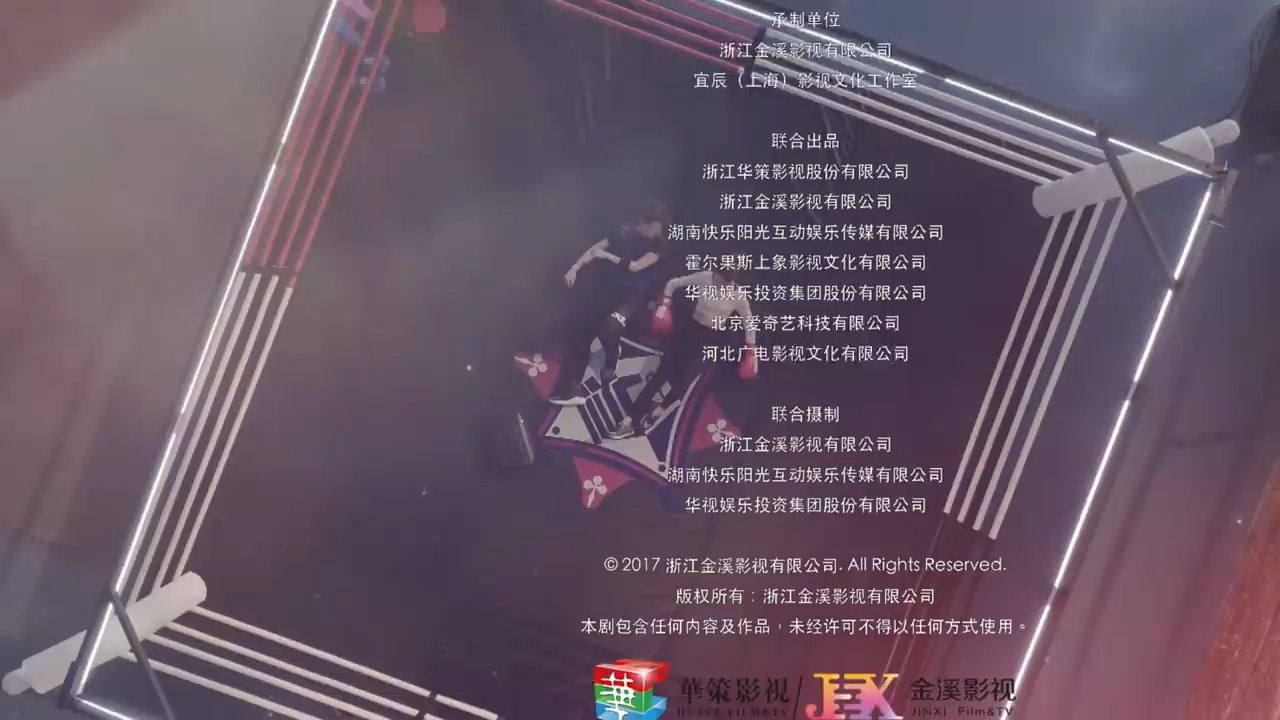 承制单位
浙江金溪影视有限公司
宜辰（上海）影视文化工作室
联合出品
浙江华策影视股份有限公司
浙江金溪影视有限公司
湖南快乐阳光互动娱乐传媒有限公司
霍尔果斯上象影视文化有限公司
华视娱乐投资集团股份有限公司
北京爱奇艺科技有限公司
河北广电影视文化有限公司
联合摄制
浙江金溪影视有限公司
湖南快乐阳光互动娱乐传媒有限公司
华视娱乐投资集团股份有限公司
© 2017 浙江金溪影视有限公司. All Rights Reserved.
版权所有：浙江金溪影视有限公司
本剧包含任何内容及作品，未经许可不得以任何方式使用。
華 華策影視 / JXK 金溪影视
HUACE FILM&TV JINXI Film&TV